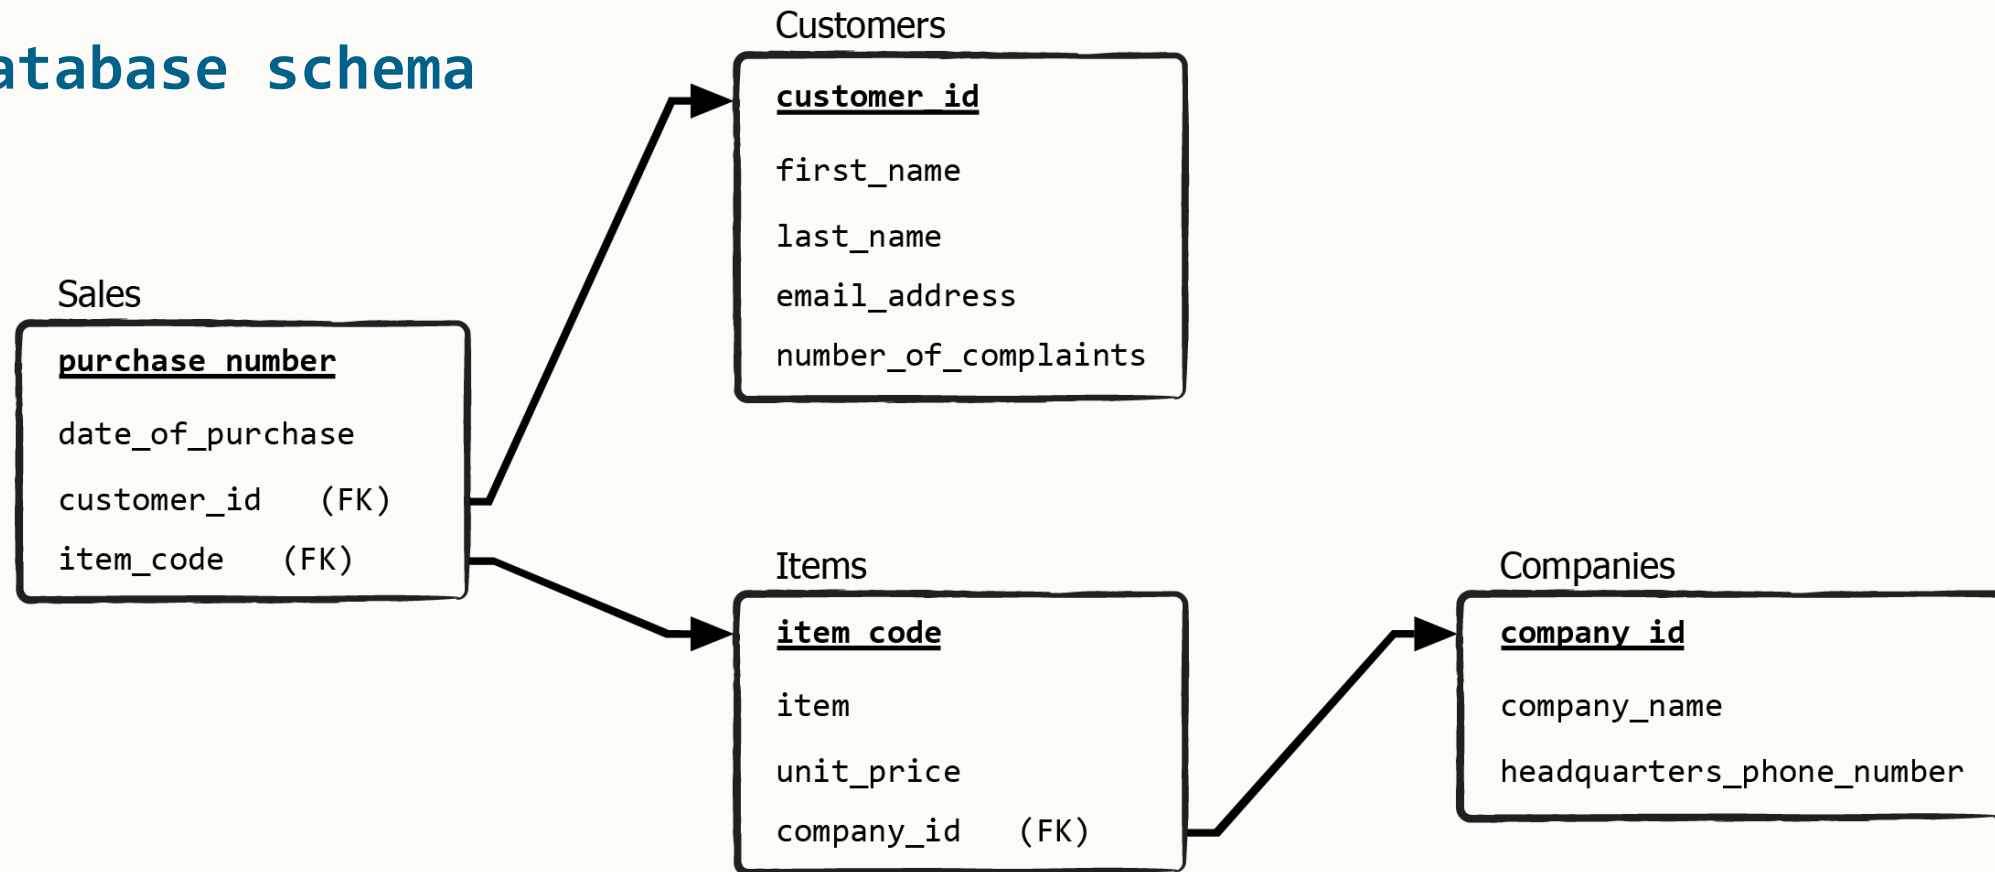 atabase schema
Customers
customer_id
first_name
last_name
email_address
number_of_complaints
Sales
purchase_number
date_of_purchase
customer_id (FK)
item_code (FK)
Items
item_code
item
unit_price
company_id (FK)
Companies
company_id
company_name
headquarters_phone_number